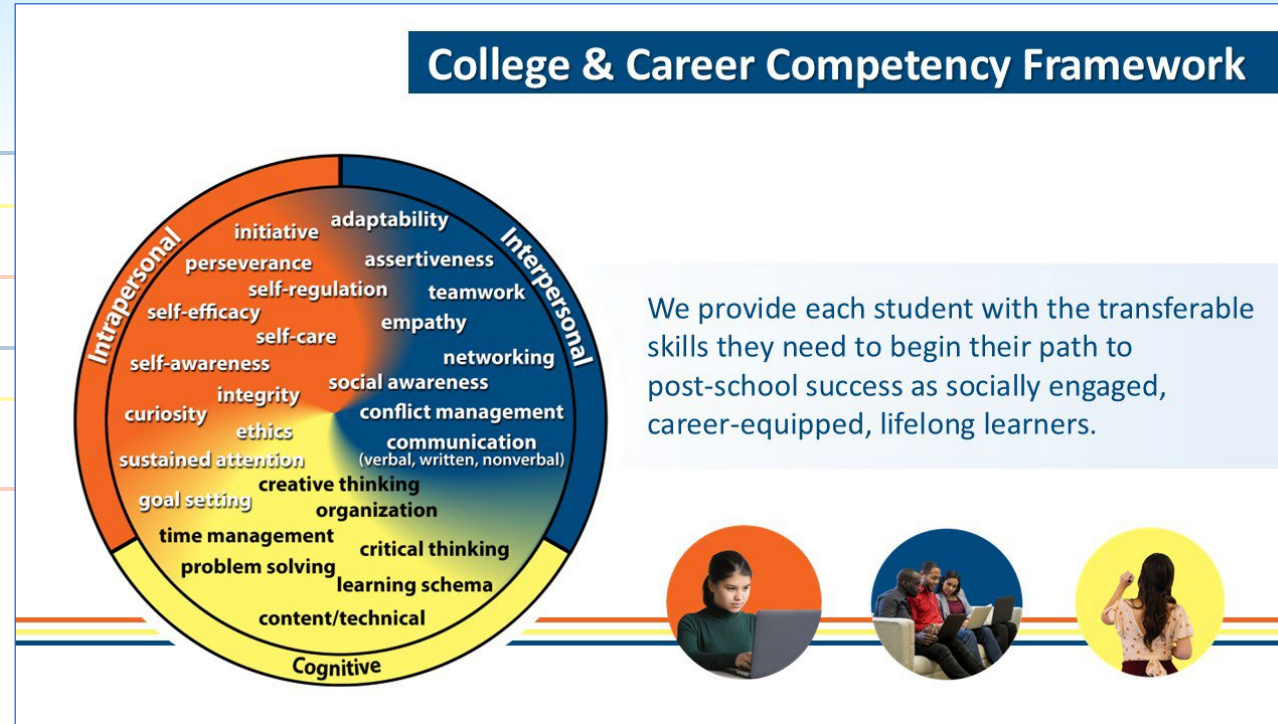 College & Career Competency Framework
Intrapersonal
Interpersonal
Cognitive
initiative
adaptability
perseverance
assertiveness
self-regulation
teamwork
self-efficacy
empathy
self-care
networking
self-awareness
social awareness
integrity
curiosity
conflict management
ethics
communication
(verbal, written, nonverbal)
sustained attention
creative thinking
goal setting
organization
time management
critical thinking
problem solving
learning schema
content/technical
We provide each student with the transferable
skills they need to begin their path to
post-school success as socially engaged,
career-equipped, lifelong learners.